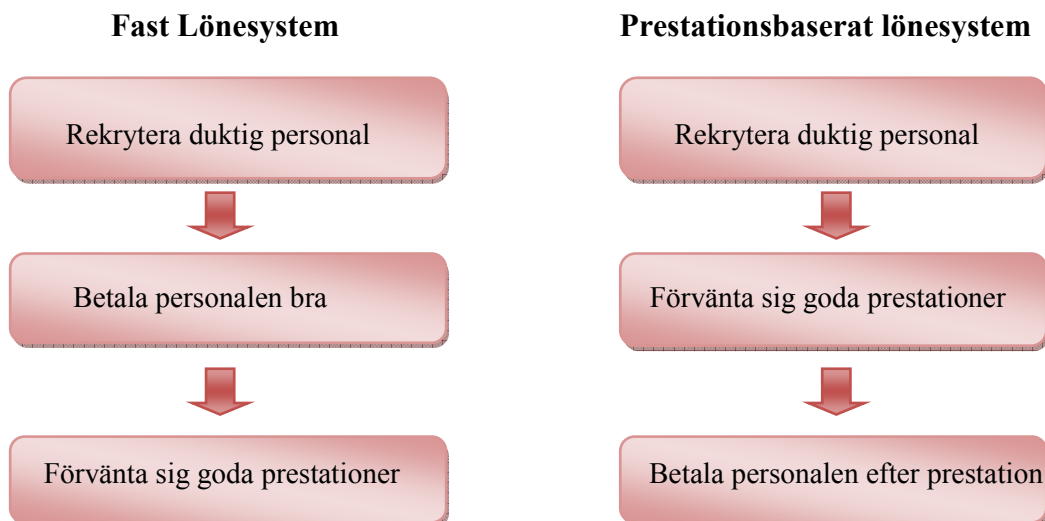 Fast Lönesystem
Rekrytera duktig personal
Betala personalen bra
Förvänta sig goda prestationer
Prestationsbaserat lönesystem
Rekrytera duktig personal
Förvänta sig goda prestationer
Betala personalen efter prestation